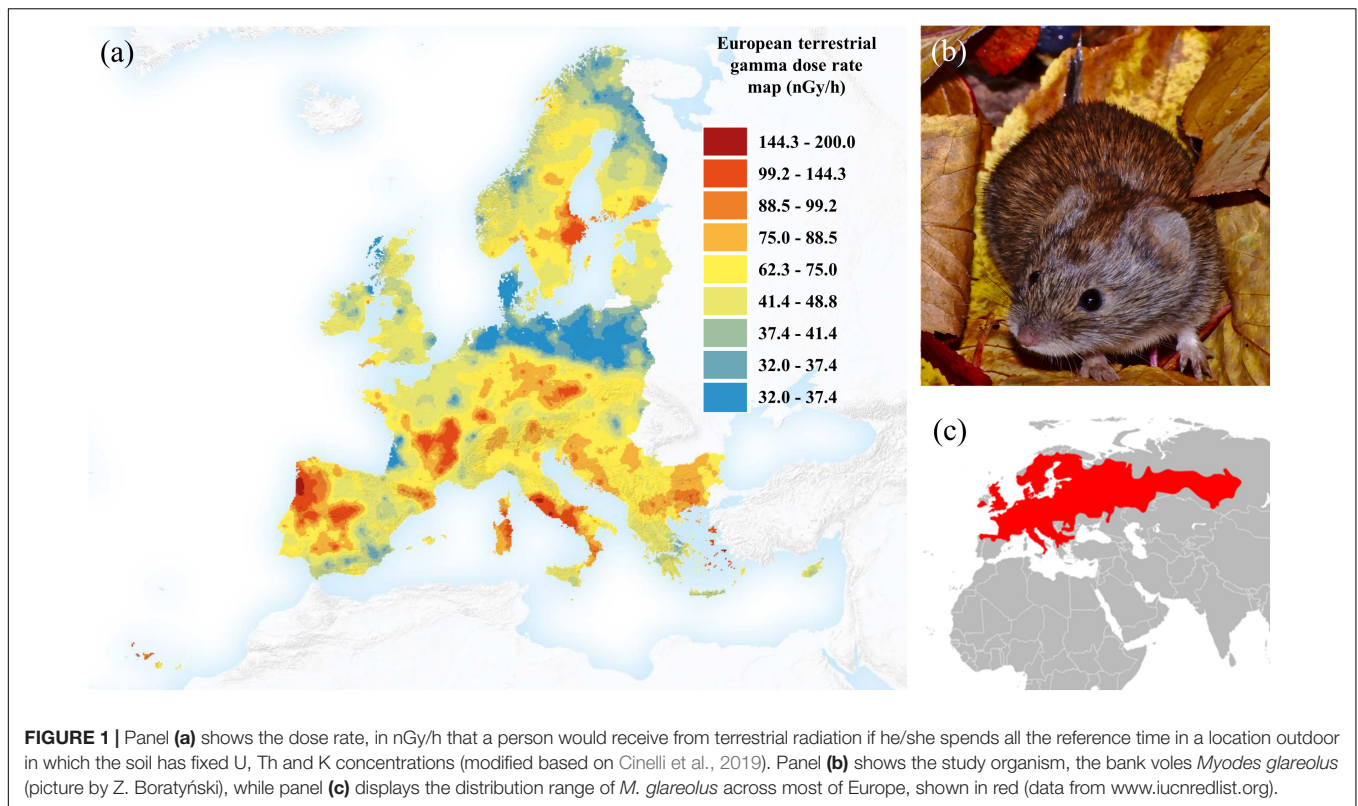 (a)
European terrestrial
gamma dose rate
map (nGy/h)
144.3 - 200.0
99.2 - 144.3
88.5 - 99.2
75.0 - 88.5
62.3 - 75.0
41.4 - 48.8
37.4 - 41.4
32.0 - 37.4
32.0 - 37.4
(b)
(c)
FIGURE 1 | Panel (a) shows the dose rate, in nGy/h that a person would receive from terrestrial radiation if he/she spends all the reference time in a location outdoor
in which the soil has fixed U, Th and K concentrations (modified based on Cinelli et al., 2019). Panel (b) shows the study organism, the bank voles Myodes glareolus
(picture by Z. Boratyński), while panel (c) displays the distribution range of M. glareolus across most of Europe, shown in red (data from www.iucnredlist.org).